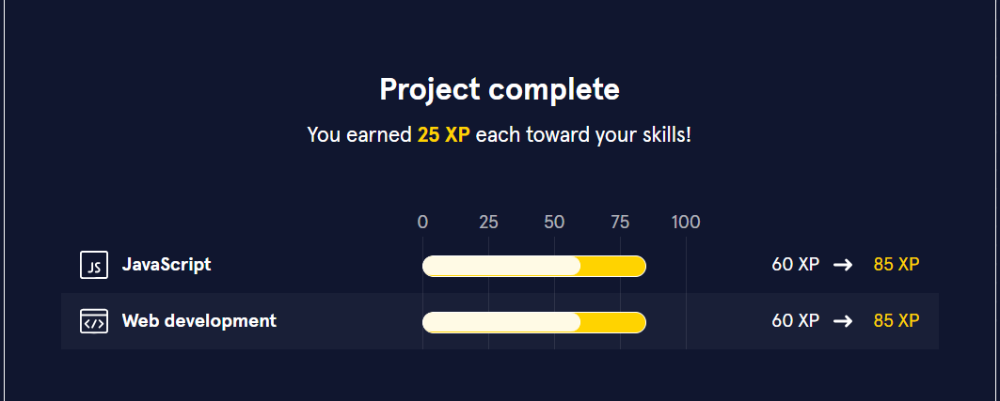 Project complete
You earned 25 XP each toward your skills!
0 25 50 75 100
JS JavaScript 60 XP → 85 XP
</> Web development 60 XP → 85 XP